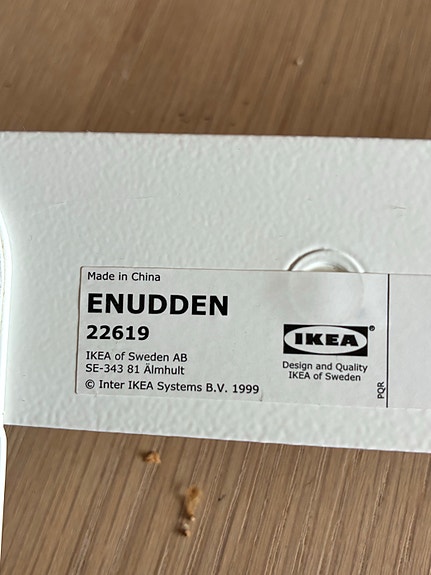 Made in China
ENUDDEN
22619
IKEA of Sweden AB
SE-343 81 Älmhult
© Inter IKEA Systems B.V. 1999
IKEA®
Design and Quality
IKEA of Sweden
PQR